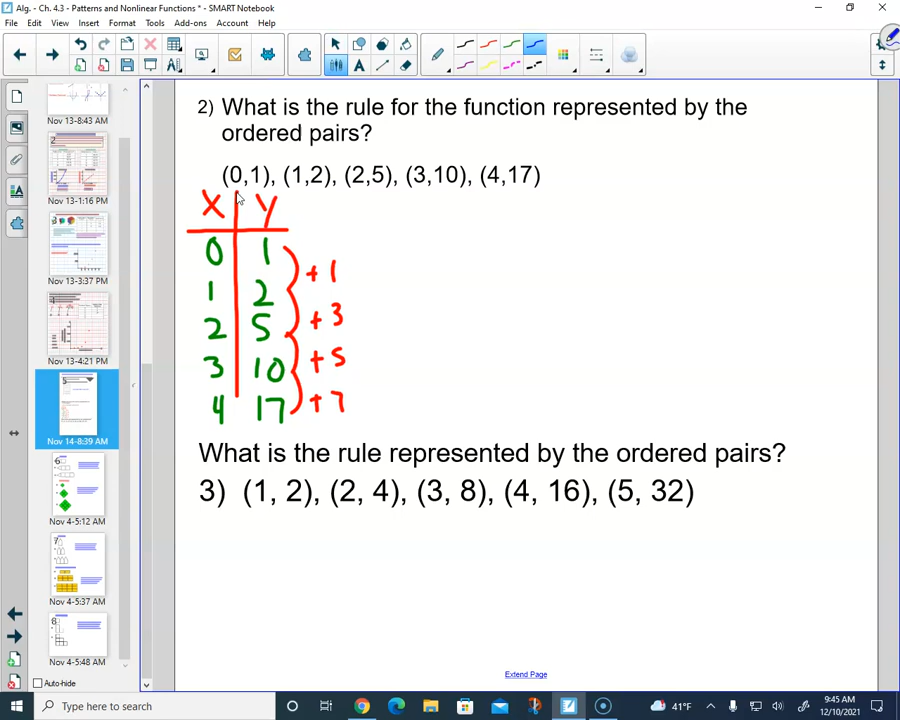 Alg. - Ch. 4.3 - Patterns and Nonlinear Functions * - SMART Notebook
File Edit View Insert Format Tools Add-ons Account Help
2) What is the rule for the function represented by the
ordered pairs?
(0,1), (1,2), (2,5), (3,10), (4,17)
X Y
0 1
+ 1
1 2
+ 3
2 5
+ 5
3 10
+ 7
4 17
What is the rule represented by the ordered pairs?
3) (1, 2), (2, 4), (3, 8), (4, 16), (5, 32)
Extend Page
Nov 13-8:43 AM
Nov 13-1:16 PM
Nov 13-3:37 PM
Nov 13-4:21 PM
Nov 14-8:39 AM
Nov 4-5:12 AM
Nov 4-5:37 AM
Nov 4-5:48 AM
Auto-hide
Type here to search
41°F
9:45 AM
12/10/2021